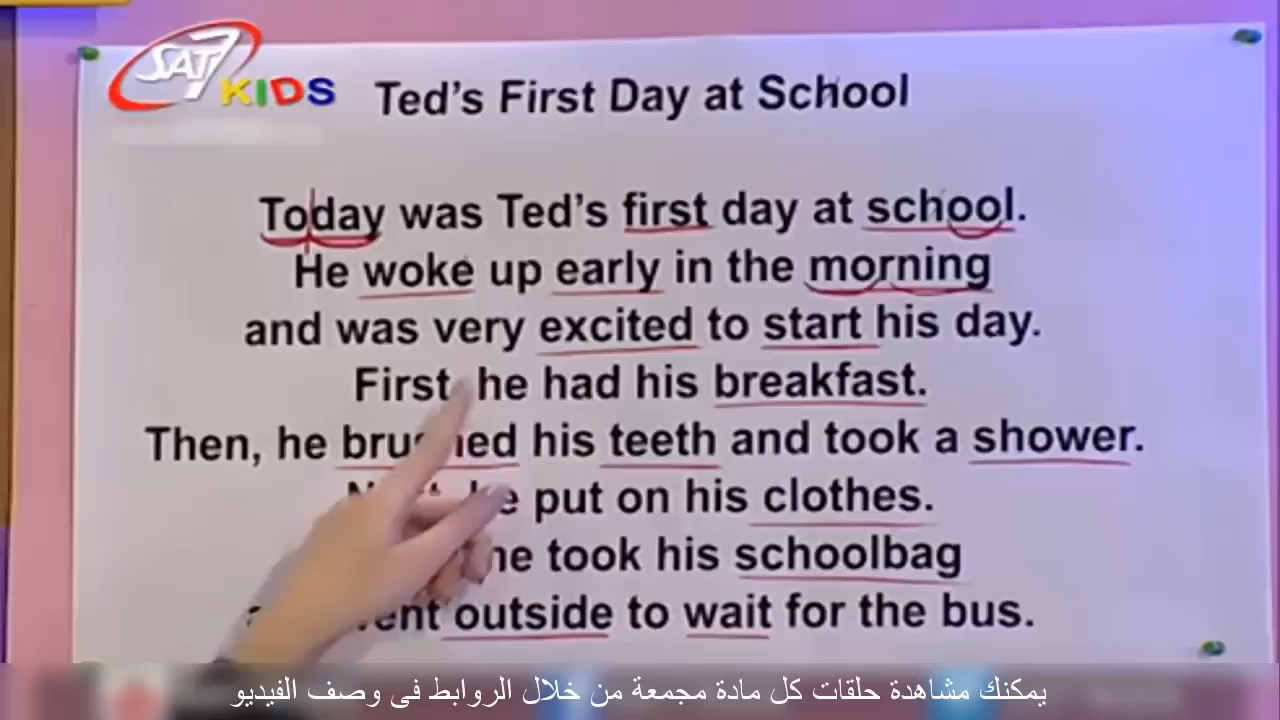 SAT7
KIDS
Ted's First Day at School
Today was Ted's first day at school.
He woke up early in the morning
and was very excited to start his day.
First he had his breakfast.
Then, he his teeth and took a shower.
put on his clothes.
took his schoolbag
outside to wait for the bus.
يمكنك مشاهدة حلقات كل مادة مجمعة من خلال الروابط فى وصف الفيديو